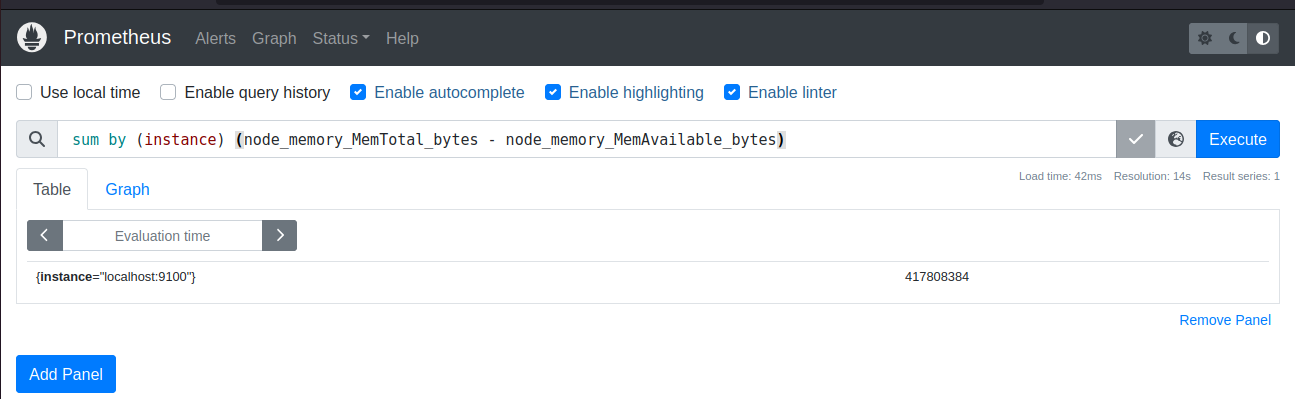 Prometheus Alerts Graph Status Help
Use local time Enable query history Enable autocomplete Enable highlighting Enable linter
sum by (instance) (node_memory_MemTotal_bytes - node_memory_MemAvailable_bytes) Execute
Load time: 42ms Resolution: 14s Result series: 1
Table Graph
Evaluation time
{instance="localhost:9100"} 417808384
Remove Panel
Add Panel